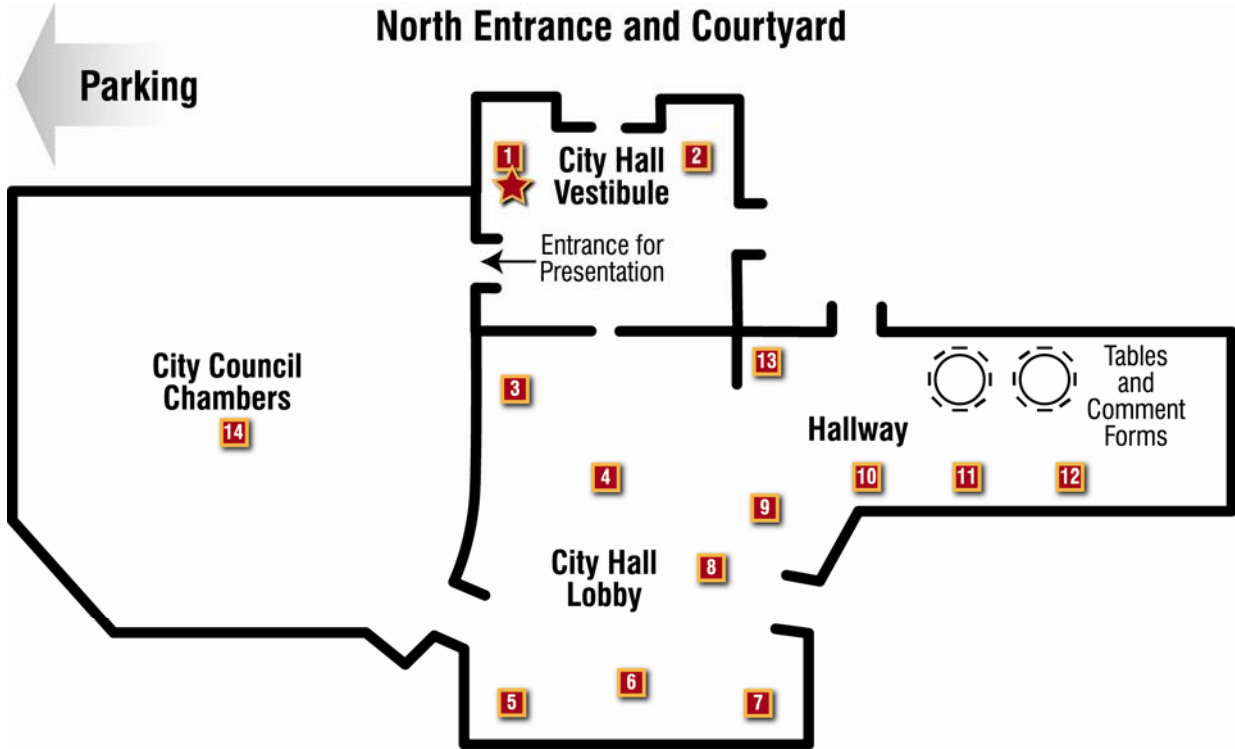 North Entrance and Courtyard
Parking
1
City Hall
Vestibule
2
Entrance for
Presentation
City Council
Chambers
14
3
13
Tables
and
Comment
Forms
Hallway
4
9
10
11
12
City Hall
Lobby
8
5
6
7